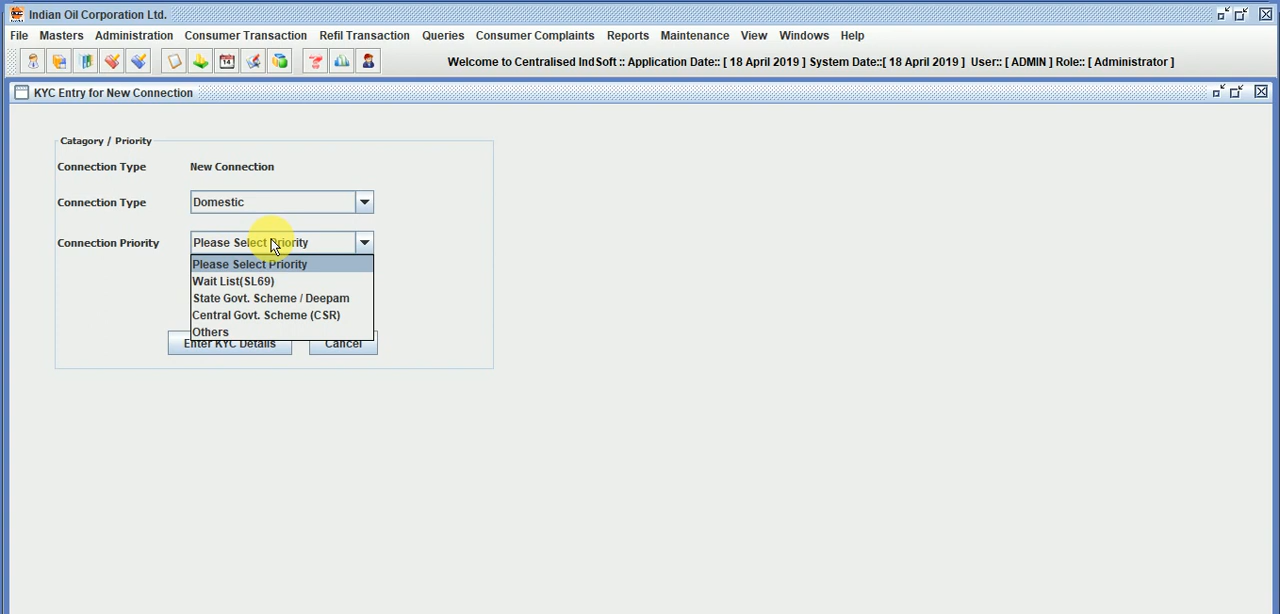 Indian Oil Corporation Ltd.
File Masters Administration Consumer Transaction Refil Transaction Queries Consumer Complaints Reports Maintenance View Windows Help
14 Welcome to Centralised IndSoft :: Application Date:: [ 18 April 2019 ] System Date::[ 18 April 2019 ] User:: [ ADMIN ] Role:: [ Administrator ]
KYC Entry for New Connection
Catagory / Priority
Connection Type New Connection
Connection Type Domestic
Connection Priority Please Select Priority
Please Select Priority
Wait List(SL69)
State Govt. Scheme / Deepam
Central Govt. Scheme (CSR)
Others
Enter KYC Details Cancel